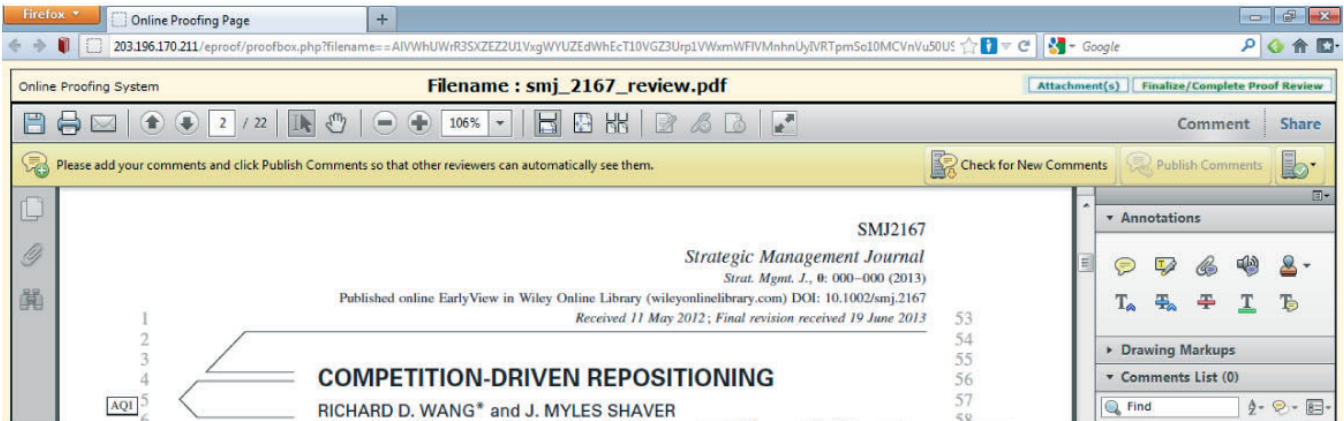 Firefox
Online Proofing Page
203.196.170.211/eproof/proofbox.php?filename=
Google
Online Proofing System
Filename : smj_2167_review.pdf
Attachment(s)
Finalize/Complete Proof Review
2 / 22
106%
Comment
Share
Please add your comments and click Publish Comments so that other reviewers can automatically see them.
Check for New Comments
Publish Comments
SMJ2167
Strategic Management Journal
Strat. Mgmt. J., 0: 000–000 (2013)
Published online EarlyView in Wiley Online Library (wileyonlinelibrary.com) DOI: 10.1002/smj.2167
Received 11 May 2012; Final revision received 19 June 2013
1
2
3
4
5
6
AQ1
COMPETITION-DRIVEN REPOSITIONING
RICHARD D. WANG* and J. MYLES SHAVER
53
54
55
56
57
58
Annotations
Drawing Markups
Comments List (0)
Find